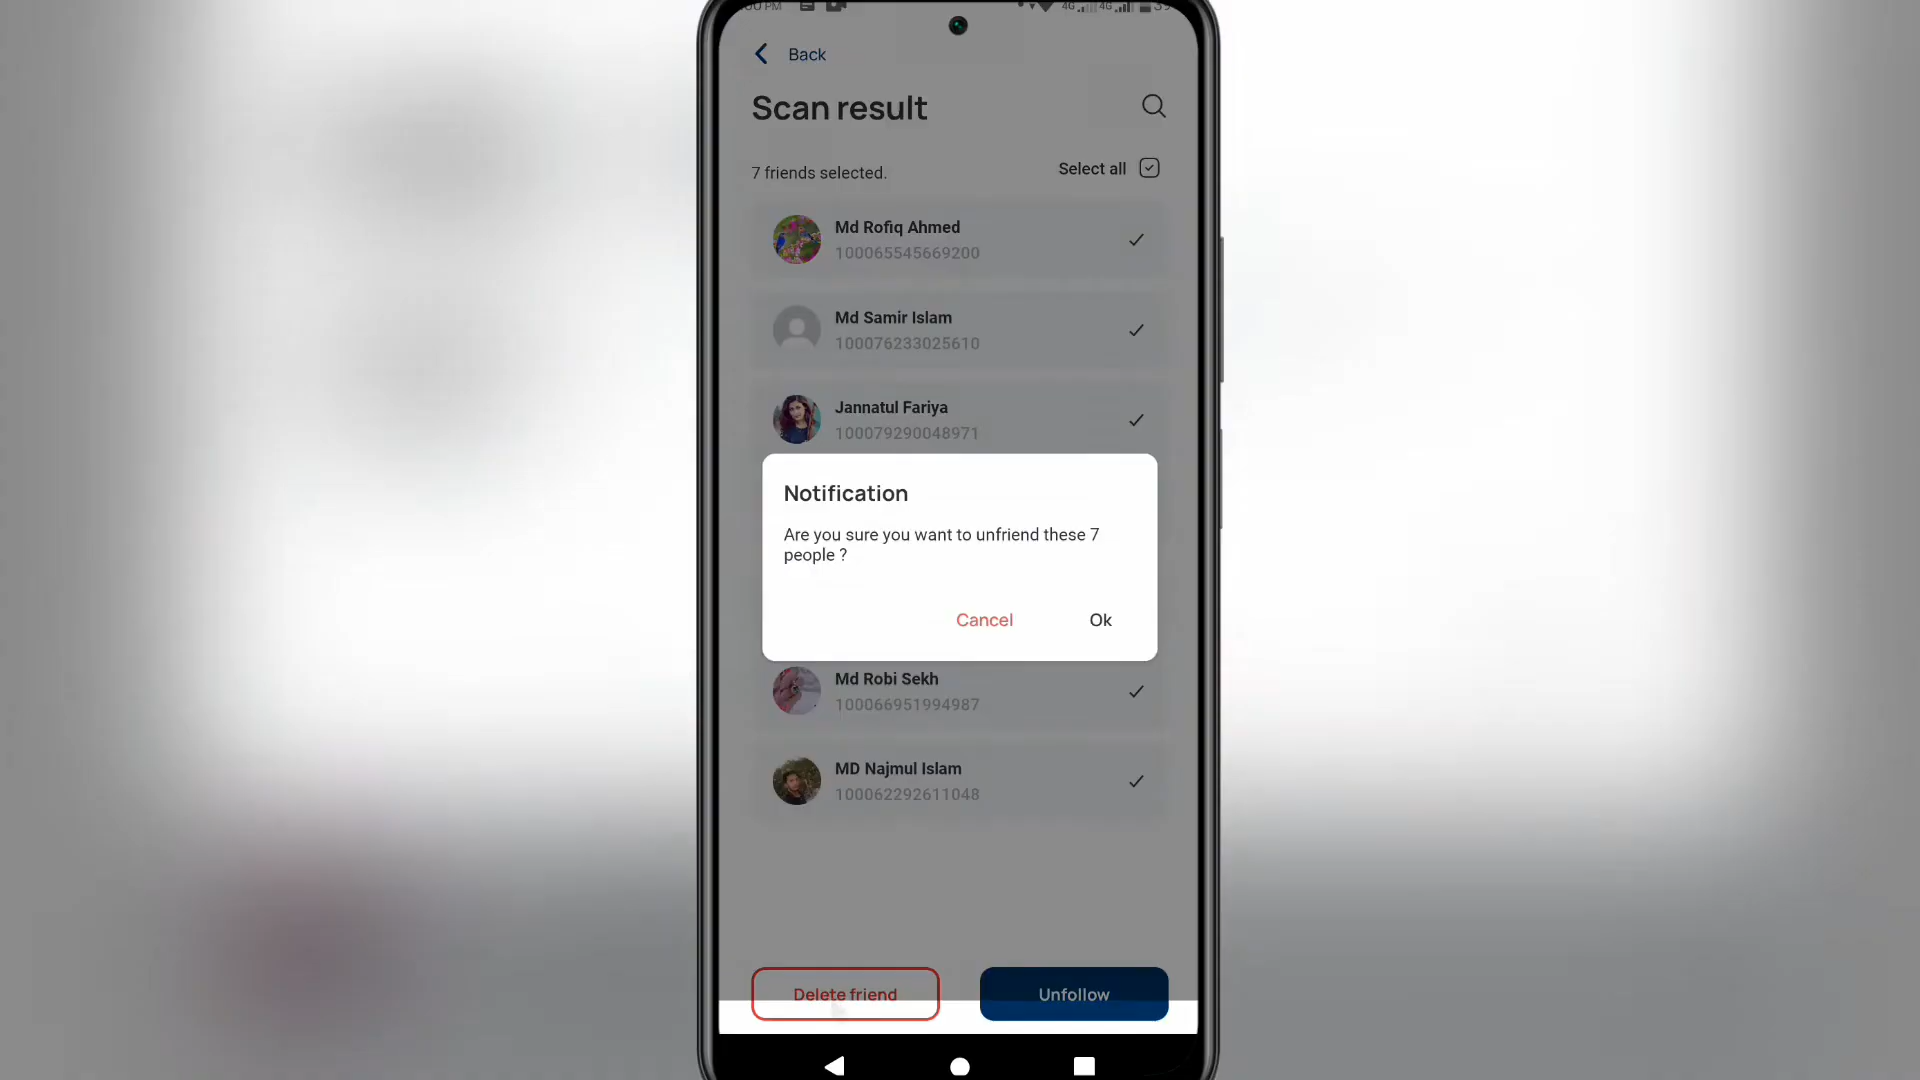 Back
Scan result
7 friends selected.
Select all
Md Rofiq Ahmed
100065545669200
Md Samir Islam
100076233025610
Jannatul Fariya
100079290048971
Notification
Are you sure you want to unfriend these 7
people ?
Cancel Ok
Md Robi Sekh
100066951994987
MD Najmul Islam
100062292611048
Delete friend Unfollow